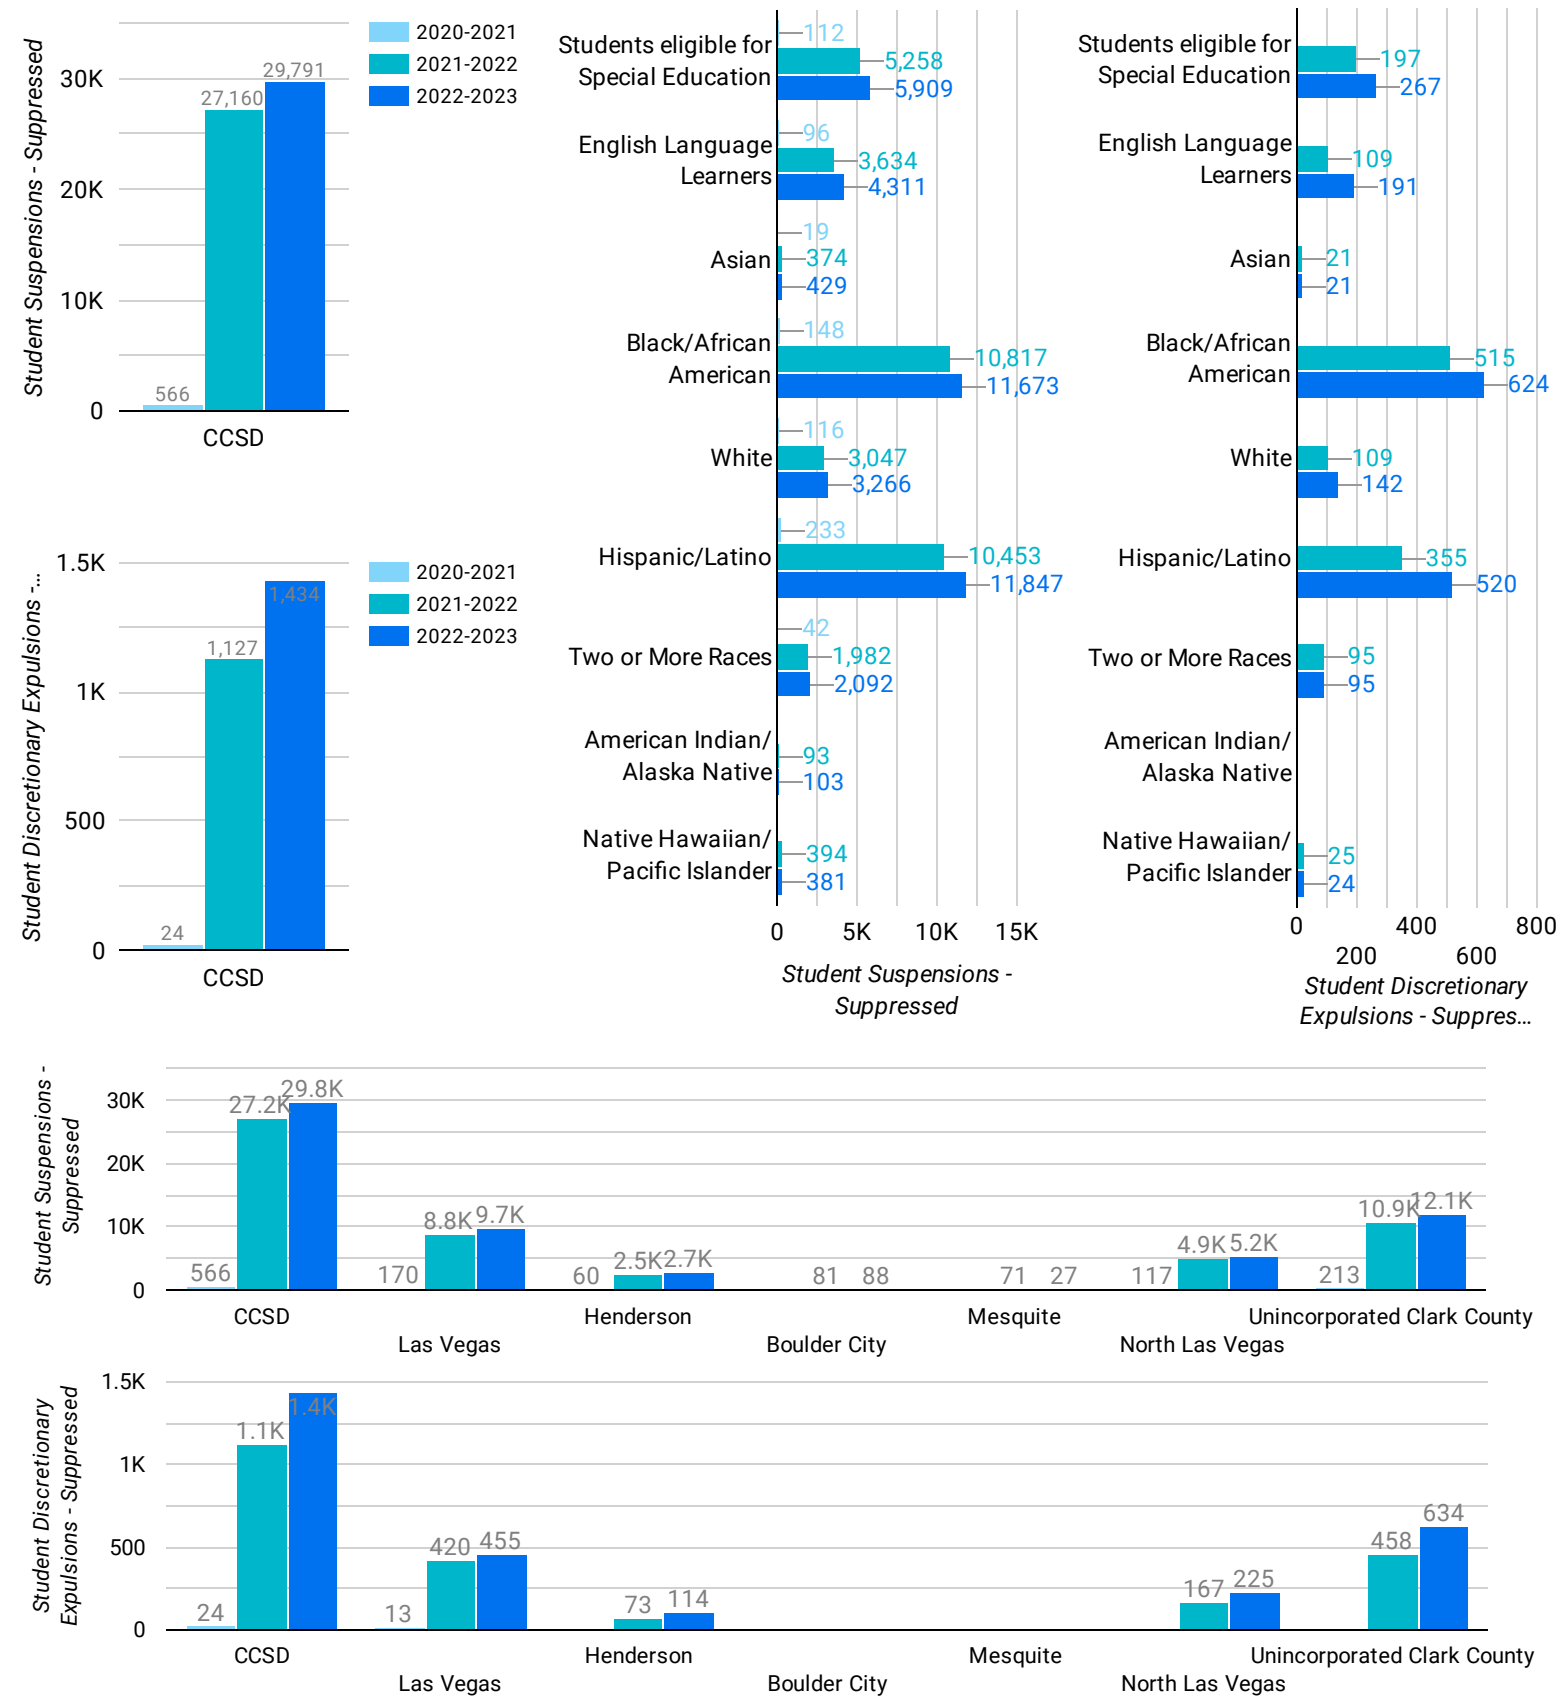 Student Suspensions - Suppressed
30K
20K
10K
0
566
27,160
29,791
CCSD
2020-2021
2021-2022
2022-2023
Student Discretionary Expulsions -...
1.5K
1K
500
0
24
1,127
1,434
CCSD
2020-2021
2021-2022
2022-2023
Students eligible for
Special Education
112
5,258
5,909
English Language
Learners
96
3,634
4,311
Asian
19
374
429
Black/African
American
148
10,817
11,673
White
116
3,047
3,266
Hispanic/Latino
233
10,453
11,847
Two or More Races
42
1,982
2,092
American Indian/
Alaska Native
93
103
Native Hawaiian/
Pacific Islander
394
381
0 5K 10K 15K
Student Suspensions -
Suppressed
Students eligible for
Special Education
197
267
English Language
Learners
109
191
Asian
21
21
Black/African
American
515
624
White
109
142
Hispanic/Latino
355
520
Two or More Races
95
95
American Indian/
Alaska Native
Native Hawaiian/
Pacific Islander
25
24
0 400 800
200 600
Student Discretionary
Expulsions - Suppres...
Student Suspensions -
Suppressed
30K
20K
10K
0
566 27.2K 29.8K
170 8.8K 9.7K
60 2.5K 2.7K
81 88
71 27
117 4.9K 5.2K
213 10.9K 12.1K
CCSD Henderson Mesquite Unincorporated Clark County
Las Vegas Boulder City North Las Vegas
Student Discretionary
Expulsions - Suppressed
1.5K
1K
500
0
24 1.1K 1.4K
13 420 455
73 114
167 225
458 634
CCSD Henderson Mesquite Unincorporated Clark County
Las Vegas Boulder City North Las Vegas